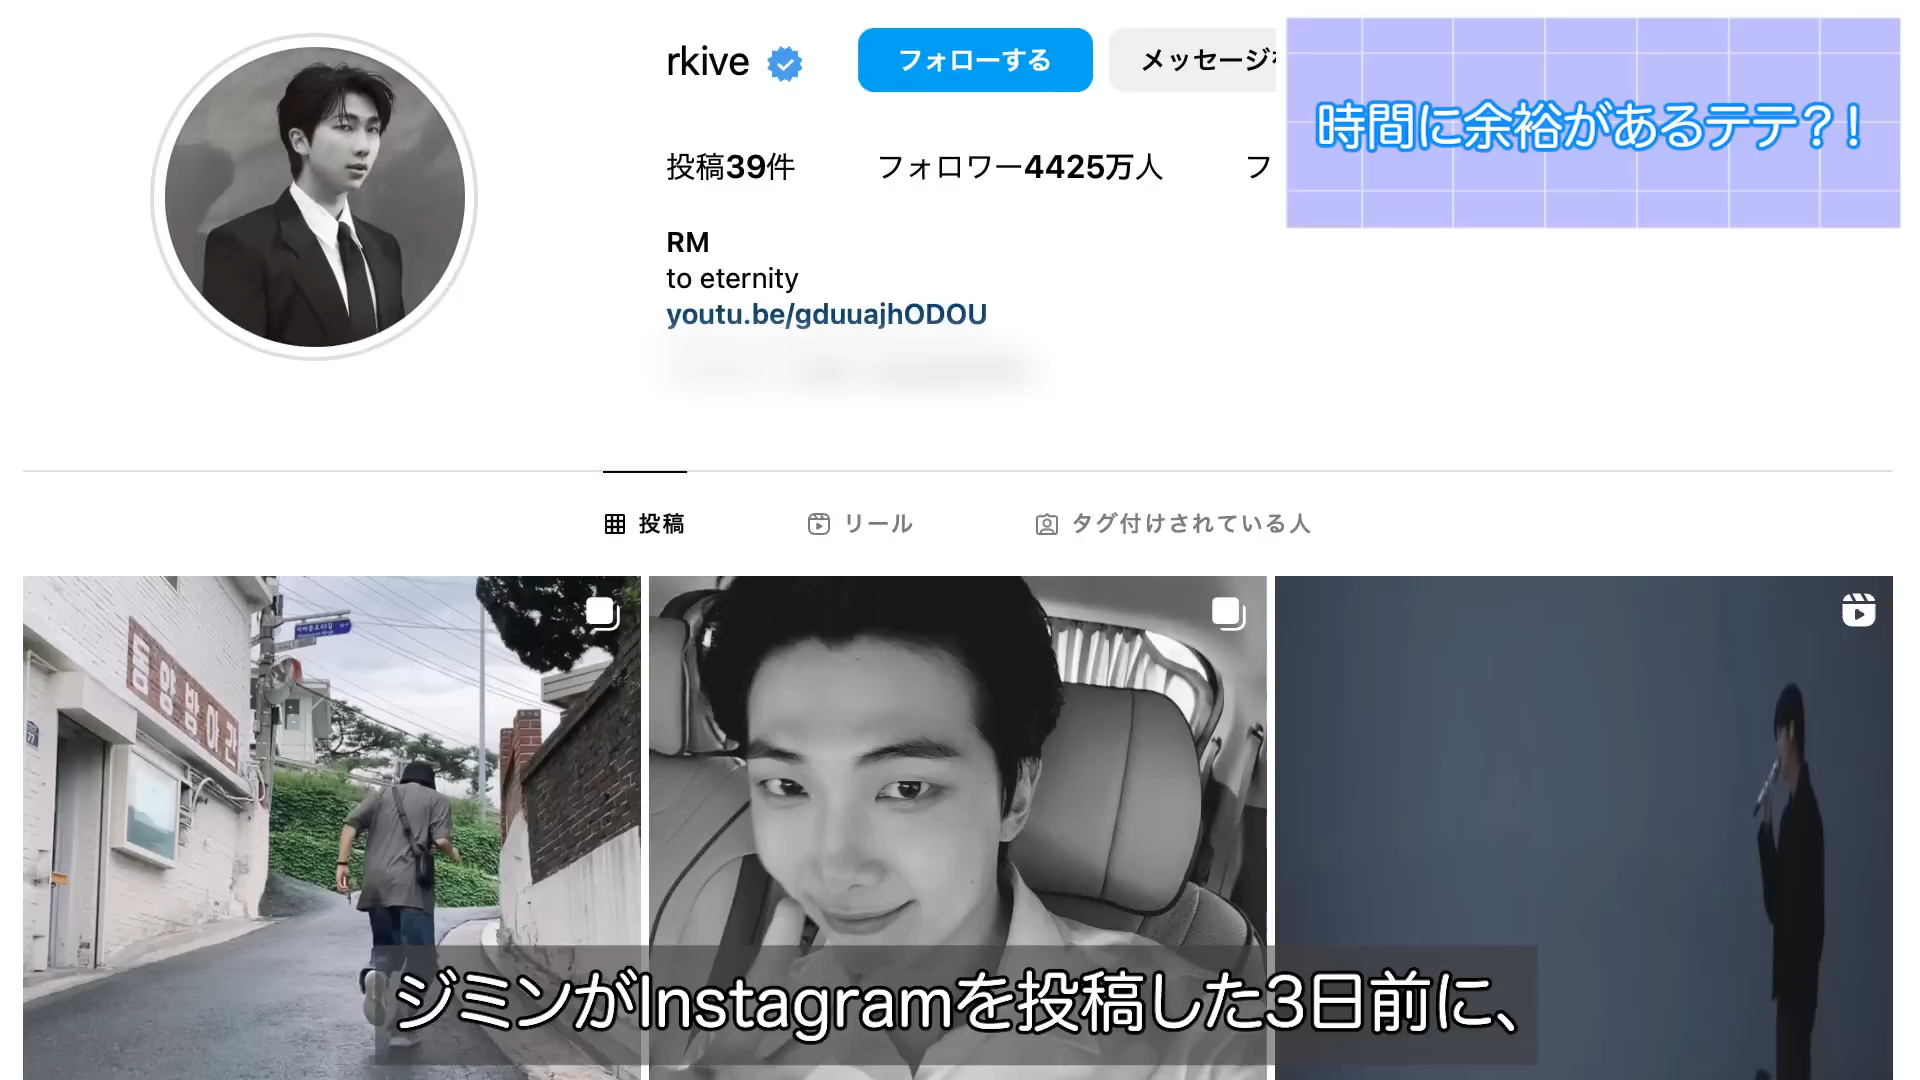 rkive
フォローする
メッセージ
時間に余裕があるテテ？！
投稿39件
フォロワー4425万人
フ
RM
to eternity
youtu.be/gduuajhODOU
投稿
リール
タグ付けされている人
ジミンがInstagramを投稿した3日前に、